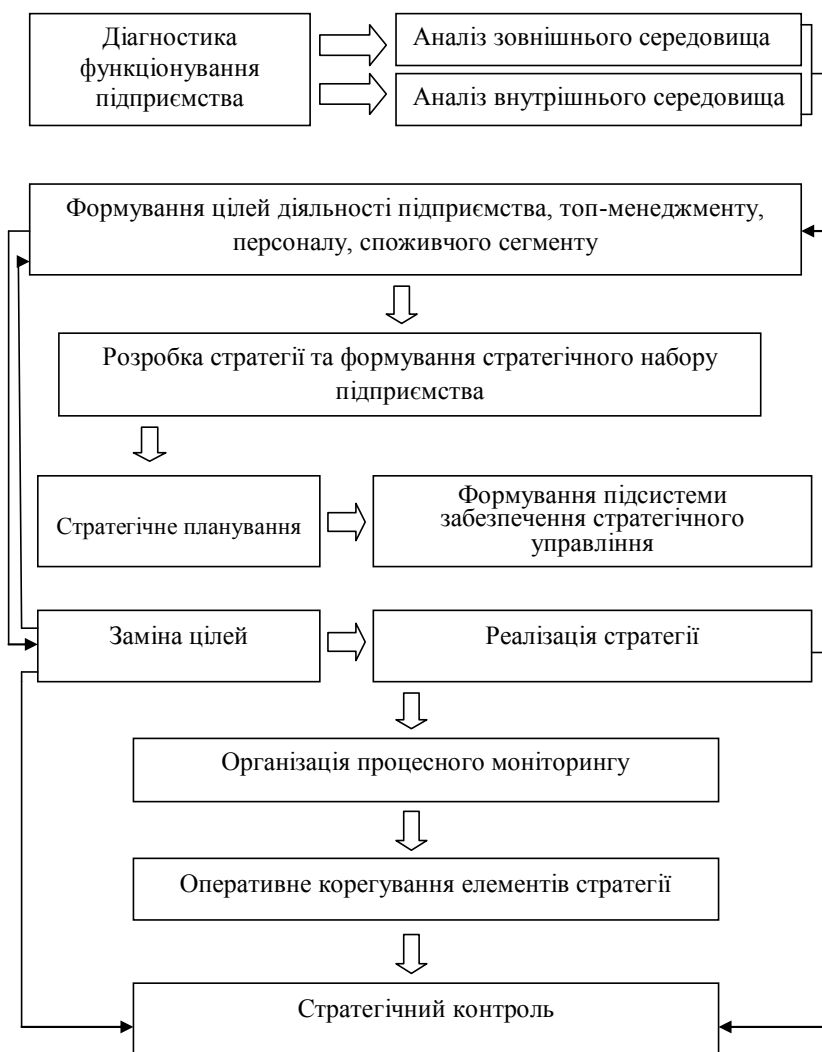 Діагностика
функціонування
підприємства
Аналіз зовнішнього середовища
Аналіз внутрішнього середовища
Формування цілей діяльності підприємства, топ-менеджменту,
персоналу, споживчого сегменту
Розробка стратегії та формування стратегічного набору
підприємства
Стратегічне планування
Формування підсистеми
забезпечення стратегічного
управління
Заміна цілей
Реалізація стратегії
Організація процесного моніторингу
Оперативне корегування елементів стратегії
Стратегічний контроль